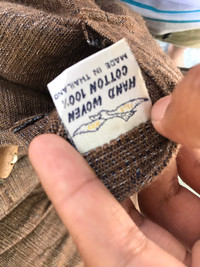 HAND WOVEN
COTTON 100%
MADE IN THAILAND